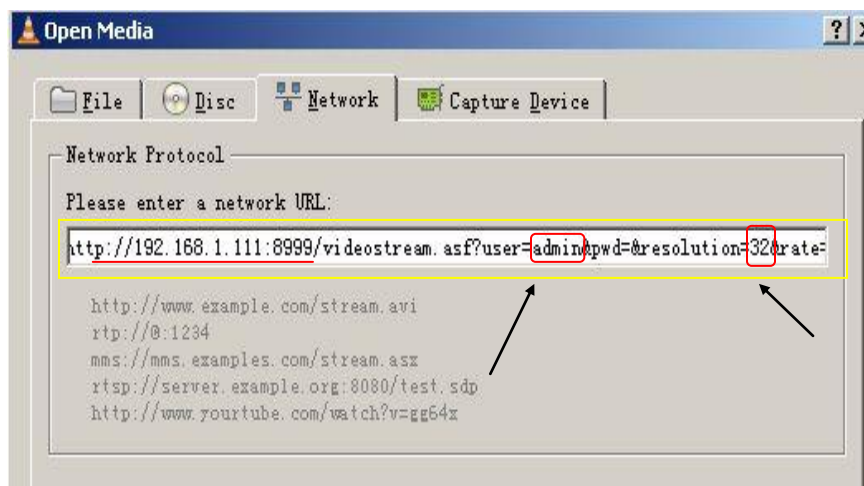 Open Media
File
Disc
Network
Capture Device
Network Protocol
Please enter a network URL:
http://192.168.1.111:8999/videostream.asf?user=admin&pwd=&resolution=32&rate=
http://www.example.com/stream.avi
rtp://@:1234
mms://mms.examples.com/stream.asx
rtsp://server.example.org:8080/test.sdp
http://www.yourtube.com/watch?v=gg64x